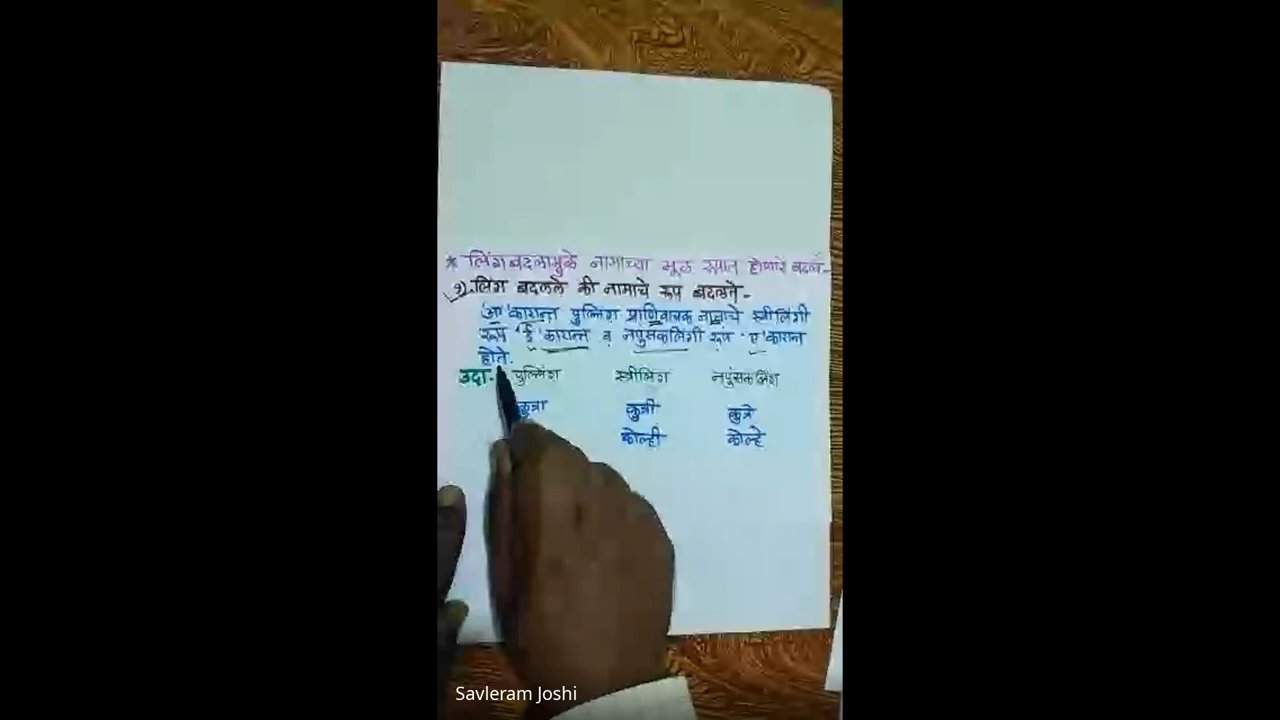 * लिंगबदलामुळे नामाच्या मूळ रूपात होणारे बदल -
१) लिंग बदलले की नामाचे रूप बदलते -
'आ' कारान्त पुल्लिंग प्राणिवाचक नामाचे स्त्रीलिंगी
रूप 'ई' कारान्त व नपुसकलिंगी रूप 'ए' कारान्त
होते.
उदा - पुल्लिंग स्त्रीलिंग नपुंसकलिंग
कुत्रा कुत्री कुत्रे
कोल्ही कोल्हे
Savleram Joshi